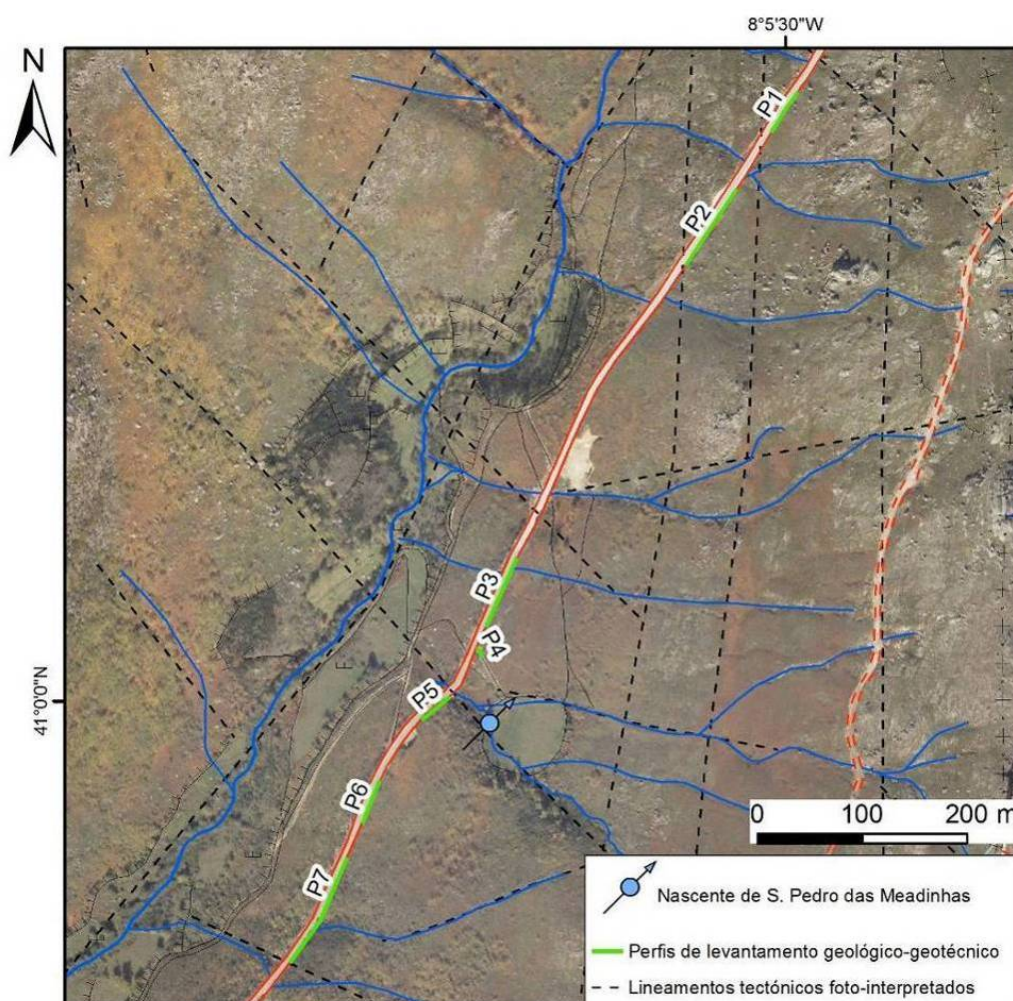 8°5'30"W
N
P1
P2
P3
P4
41°0'0"N
P5
P6
P7
0 100 200 m
Nascente de S. Pedro das Meadinhas
Perfis de levantamento geológico-geotécnico
Lineamentos tectónicos foto-interpretados